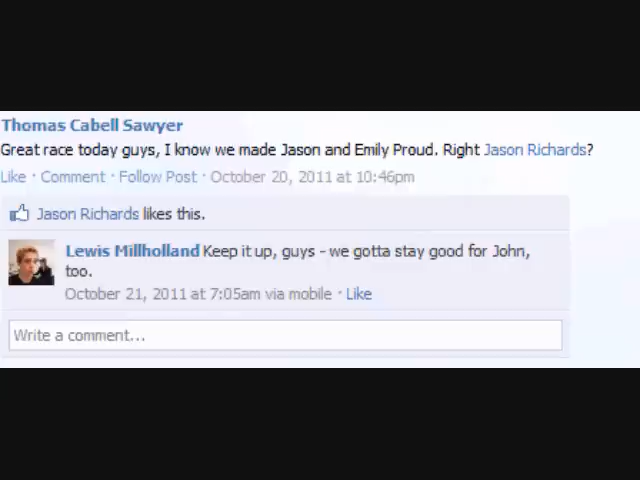 Thomas Cabell Sawyer
Great race today guys, I know we made Jason and Emily Proud. Right Jason Richards?
Like · Comment · Follow Post · October 20, 2011 at 10:46pm
Jason Richards likes this.
Lewis Millholland Keep it up, guys - we gotta stay good for John,
too.
October 21, 2011 at 7:05am via mobile · Like
Write a comment...